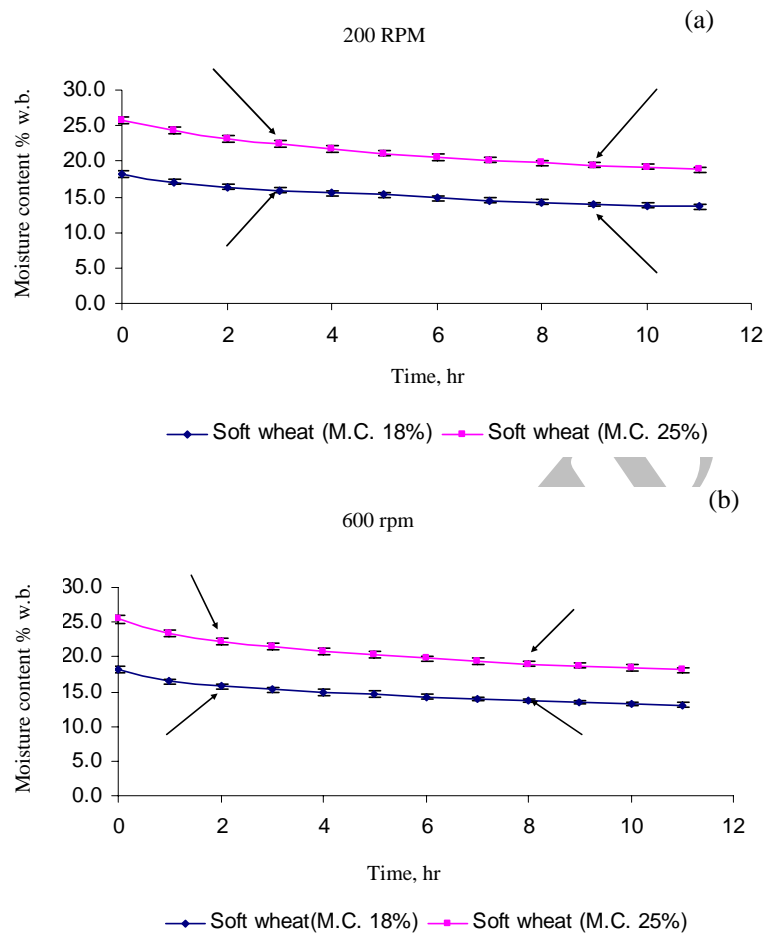 (a)
200 RPM
Moisture content % w.b.
30.0
25.0
20.0
15.0
10.0
5.0
0.0
0 2 4 6 8 10 12
Time, hr
Soft wheat (M.C. 18%) Soft wheat (M.C. 25%)
(b)
600 rpm
Moisture content % w.b.
30.0
25.0
20.0
15.0
10.0
5.0
0.0
0 2 4 6 8 10 12
Time, hr
Soft wheat(M.C. 18%) Soft wheat (M.C. 25%)